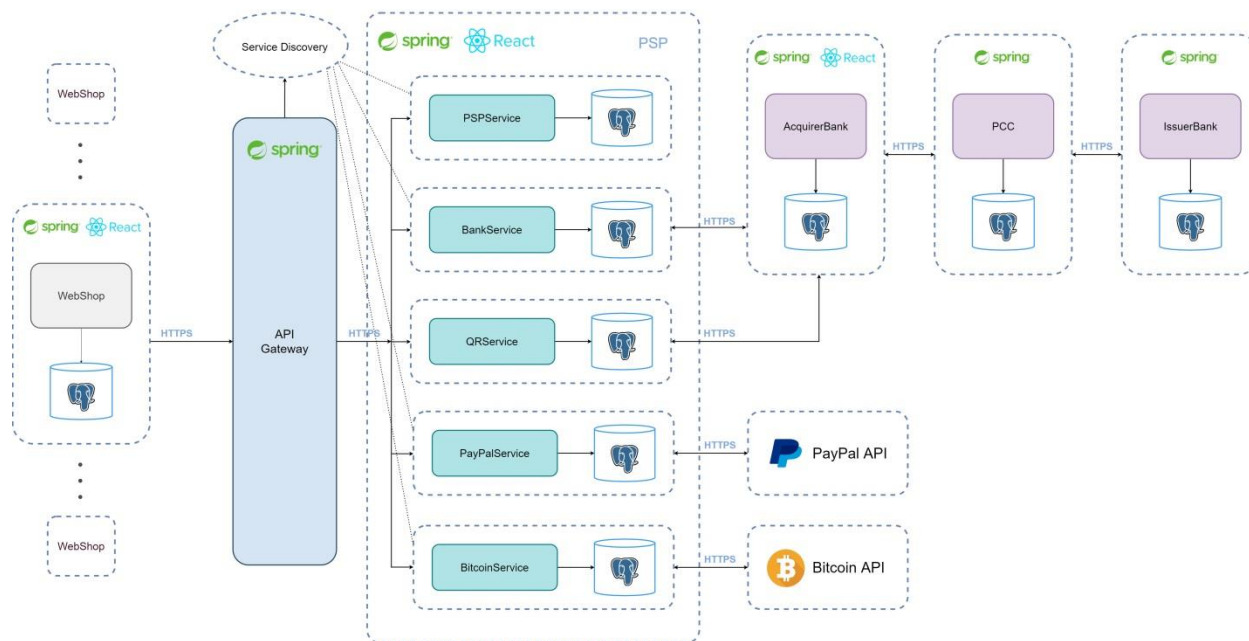 Service Discovery
spring React PSP
WebShop
PSPService
spring
spring React
spring
spring
AcquirerBank
PCC
IssuerBank
HTTPS
HTTPS
spring React
WebShop
BankService
HTTPS
API
Gateway
HTTPS
HTTPS
QRService
HTTPS
PayPalService
HTTPS
PayPal API
WebShop
BitcoinService
HTTPS
Bitcoin API